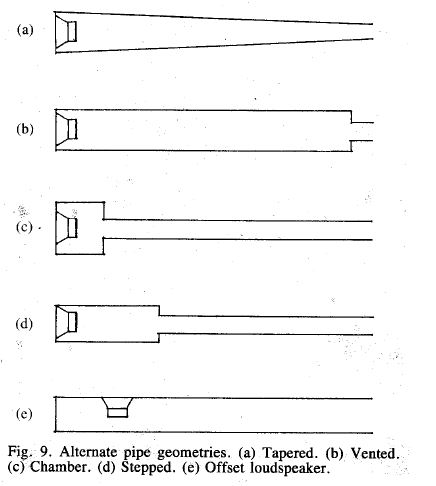 (a)
(b)
(c)
(d)
(e)
Fig. 9. Alternate pipe geometries. (a) Tapered. (b) Vented.
(c) Chamber. (d) Stepped. (e) Offset loudspeaker.